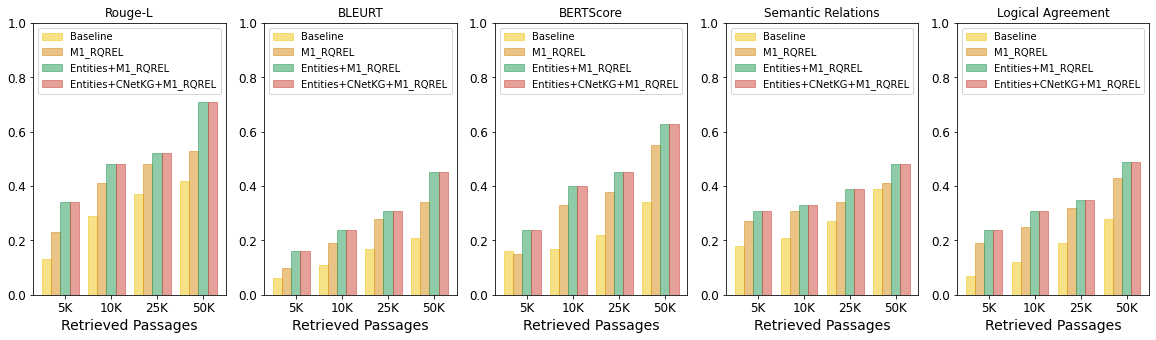 Rouge-L
1.0
0.8
0.6
0.4
0.2
0.0
Baseline
M1_RQREL
Entities+M1_RQREL
Entities+CNetKG+M1_RQREL
5K 10K 25K 50K
Retrieved Passages
BLEURT
1.0
0.8
0.6
0.4
0.2
0.0
Baseline
M1_RQREL
Entities+M1_RQREL
Entities+CNetKG+M1_RQREL
5K 10K 25K 50K
Retrieved Passages
BERTScore
1.0
0.8
0.6
0.4
0.2
0.0
Baseline
M1_RQREL
Entities+M1_RQREL
Entities+CNetKG+M1_RQREL
5K 10K 25K 50K
Retrieved Passages
Semantic Relations
1.0
0.8
0.6
0.4
0.2
0.0
Baseline
M1_RQREL
Entities+M1_RQREL
Entities+CNetKG+M1_RQREL
5K 10K 25K 50K
Retrieved Passages
Logical Agreement
1.0
0.8
0.6
0.4
0.2
0.0
Baseline
M1_RQREL
Entities+M1_RQREL
Entities+CNetKG+M1_RQREL
5K 10K 25K 50K
Retrieved Passages